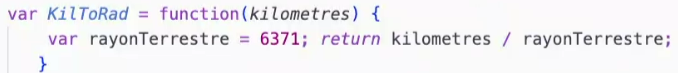 var KilToRad = function(kilometres) {
var rayonTerrestre = 6371; return kilometres / rayonTerrestre;
}